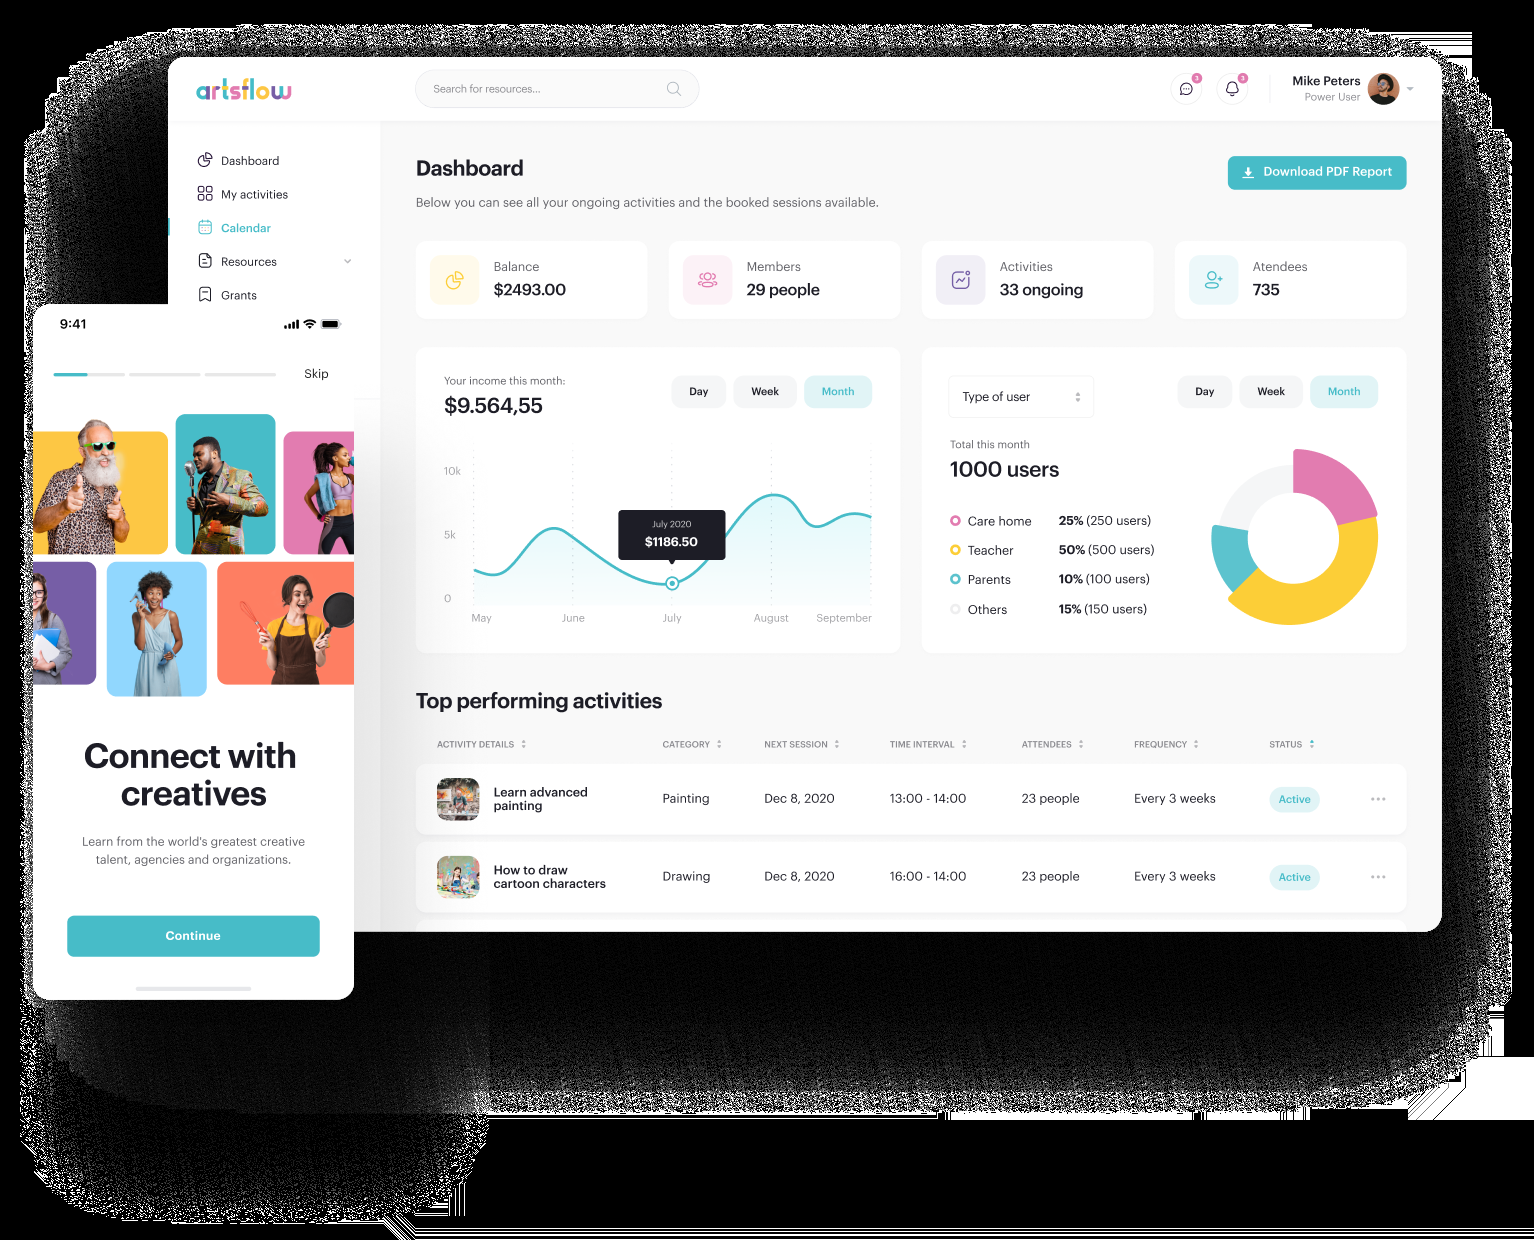 artsflow
Search for resources...
3
3
Mike Peters
Power User
Dashboard
My activities
Calendar
Resources
Grants
Dashboard
Below you can see all your ongoing activities and the booked sessions available.
Download PDF Report
Balance
$2493.00
Members
29 people
Activities
33 ongoing
Atendees
735
Your income this month:
$9.564,55
Day
Week
Month
10k
5k
0
July 2020
$1186.50
May
June
July
August
September
Type of user
Day
Week
Month
Total this month
1000 users
Care home 25% (250 users)
Teacher 50% (500 users)
Parents 10% (100 users)
Others 15% (150 users)
Top performing activities
ACTIVITY DETAILS CATEGORY NEXT SESSION TIME INTERVAL ATTENDEES FREQUENCY STATUS
Learn advanced
painting
Painting Dec 8, 2020 13:00 - 14:00 23 people Every 3 weeks Active
How to draw
cartoon characters
Drawing Dec 8, 2020 16:00 - 14:00 23 people Every 3 weeks Active
9:41
Skip
Connect with
creatives
Learn from the world's greatest creative
talent, agencies and organizations.
Continue